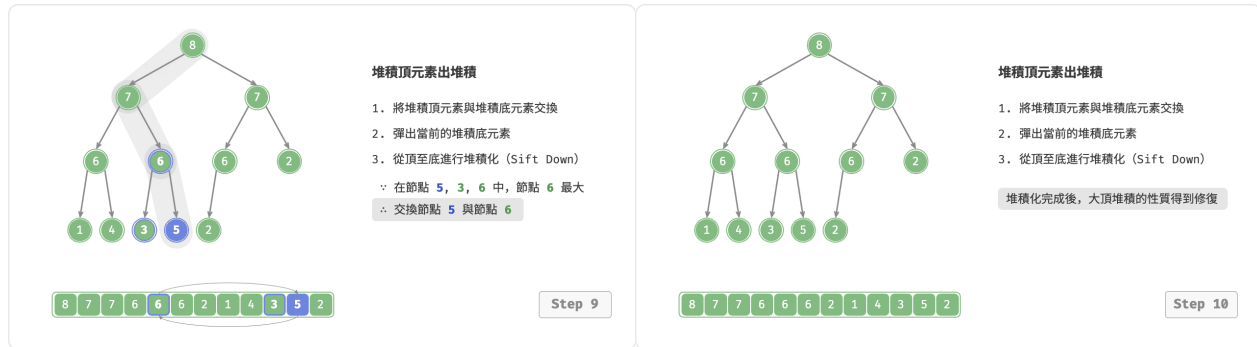 8
堆積頂元素出堆積
7 7
1. 將堆積頂元素與堆積底元素交換
2. 彈出當前的堆積底元素
6 6 6 2
3. 從頂至底進行堆積化（Sift Down）
∵ 在節點 5, 3, 6 中，節點 6 最大
∴ 交換節點 5 與節點 6
1 4 3 5 2
8 7 7 6 6 6 2 1 4 3 5 2
Step 9
8
堆積頂元素出堆積
7 7
1. 將堆積頂元素與堆積底元素交換
2. 彈出當前的堆積底元素
6 6 6 2
3. 從頂至底進行堆積化（Sift Down）
堆積化完成後，大頂堆積的性質得到修復
1 4 3 5 2
8 7 7 6 6 6 2 1 4 3 5 2
Step 10